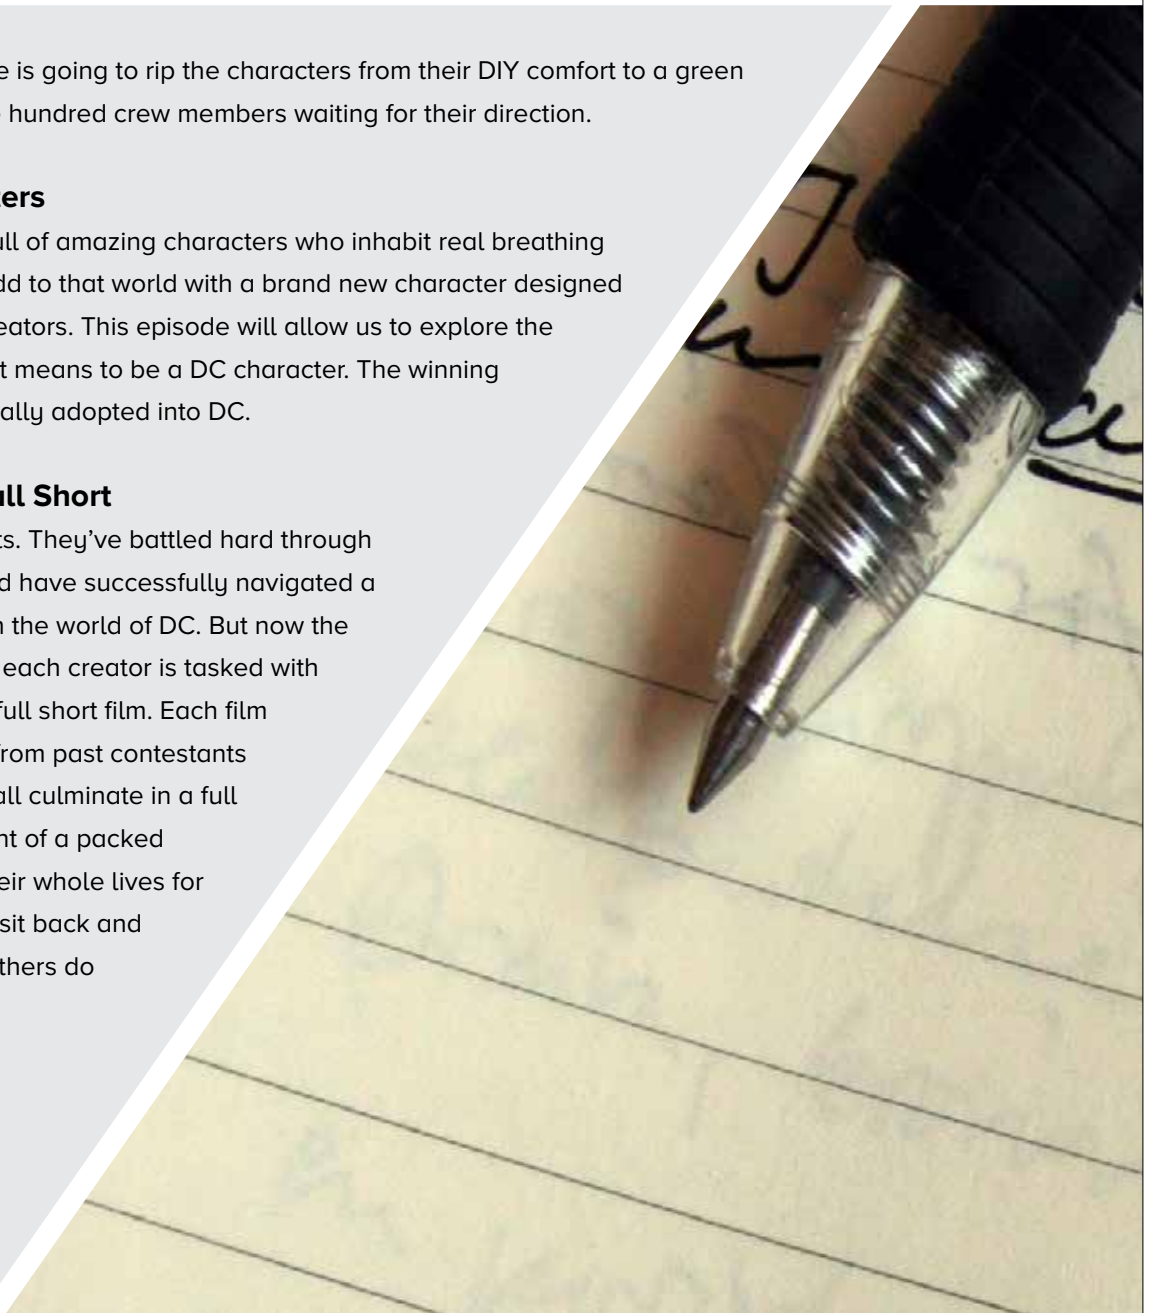 is going to rip the characters from their DIY comfort to a green
hundred crew members waiting for their direction.
ers
ull of amazing characters who inhabit real breathing
dd to that world with a brand new character designed
eators. This episode will allow us to explore the
t means to be a DC character. The winning
ally adopted into DC.
ull Short
ts. They’ve battled hard through
d have successfully navigated a
the world of DC. But now the
each creator is tasked with
full short film. Each film
from past contestants
all culminate in a full
nt of a packed
eir whole lives for
sit back and
thers do